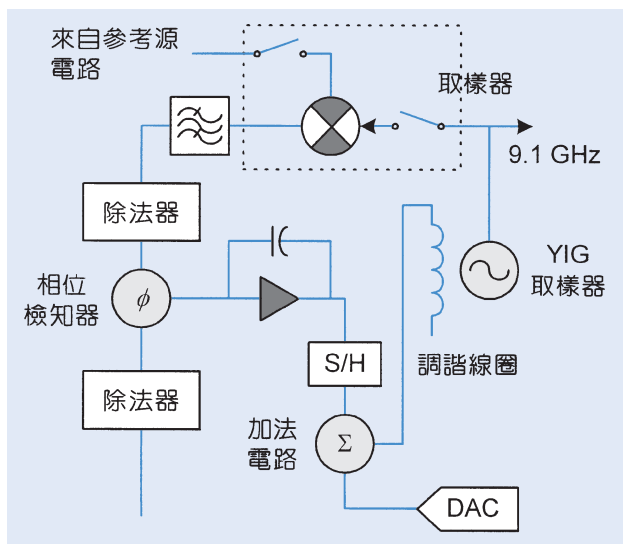 來自參考源
電路
取樣器
9.1 GHz
除法器
YIG
取樣器
相位
檢知器
ϕ
S/H
調諧線圈
除法器
加法
電路
Σ
DAC